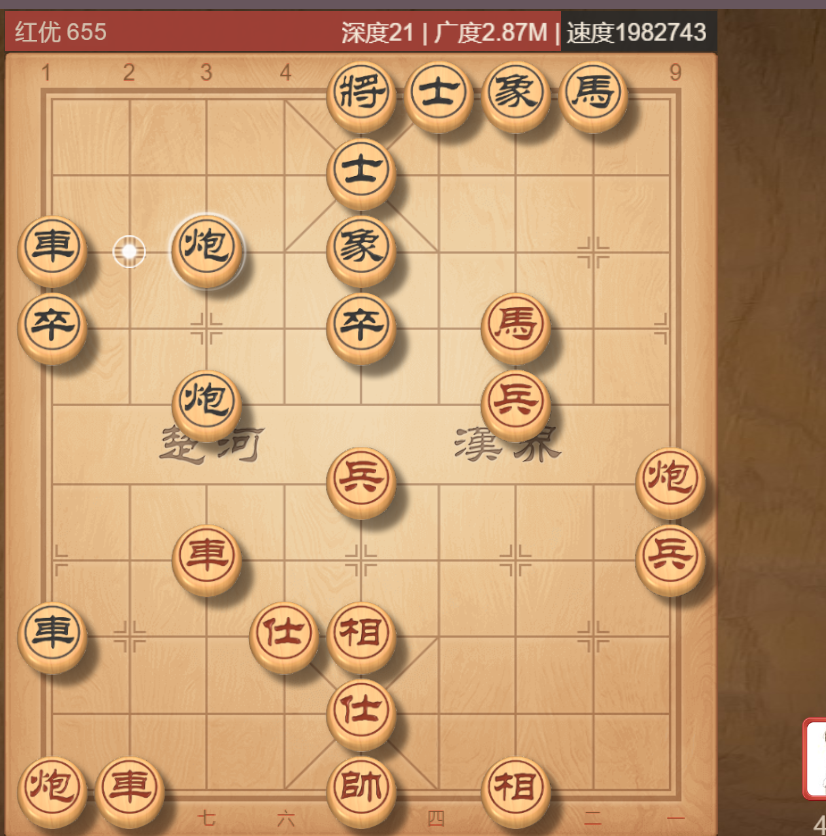 红优 655 深度21 | 广度2.87M | 速度1982743
1 2 3 4 9
將 士 象 馬
士
車 炮 象
卒 卒 馬
炮 兵
楚河 漢界
兵 炮
車 兵
車 仕 相
仕
炮 車 帥 相
七 六 四 二 一
4